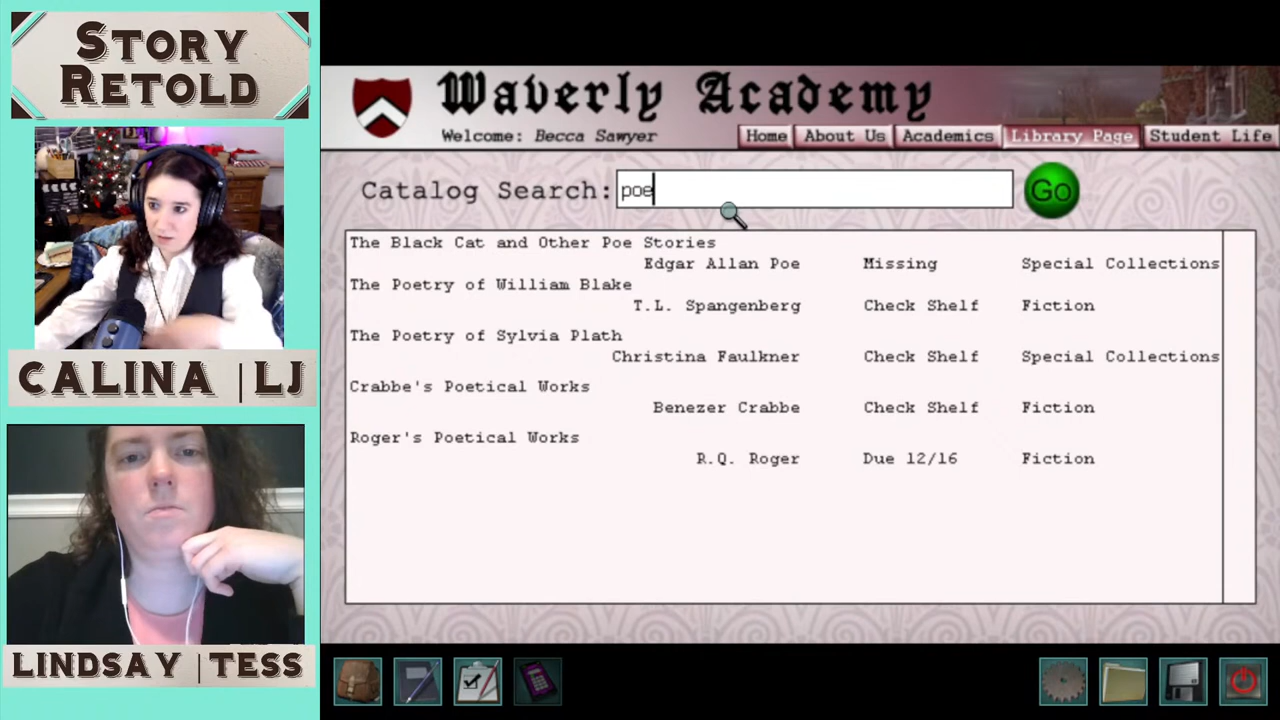 STORY
RETOLD
CALINA | LJ
LINDSAY | TESS
Waverly Academy
Welcome: Becca Sawyer
Home About Us Academics Library Page Student Life
Catalog Search: poe Go
The Black Cat and Other Poe Stories
Edgar Allan Poe Missing Special Collections
The Poetry of William Blake
T.L. Spangenberg Check Shelf Fiction
The Poetry of Sylvia Plath
Christina Faulkner Check Shelf Special Collections
Crabbe's Poetical Works
Benezer Crabbe Check Shelf Fiction
Roger's Poetical Works
R.Q. Roger Due 12/16 Fiction